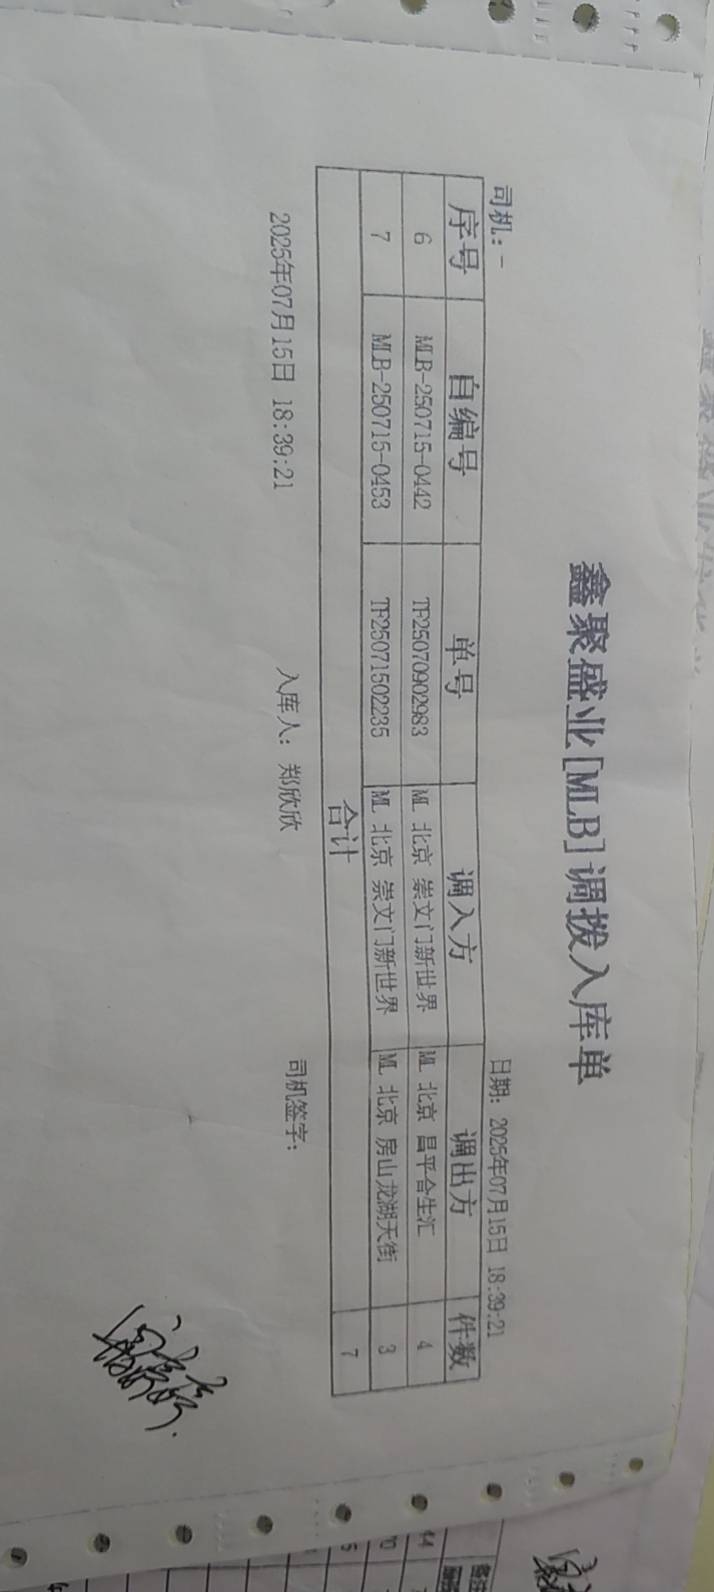 鑫聚盛业[MLB]调拨入库单
司机：- 日期：2025年07月15日 18:39:21
序号 自编号 单号 调入方 调出方 件数
6 MLB-250715-0442 TF25070902983 ML 北京 崇文门新世界 ML 北京 昌平合生汇 4
7 MLB-250715-0453 TF25071502235 ML 北京 崇文门新世界 ML 北京 房山龙湖天街 3
合计 7
2025年07月15日 18:39:21 入库人：郑欣欣 司机签字：